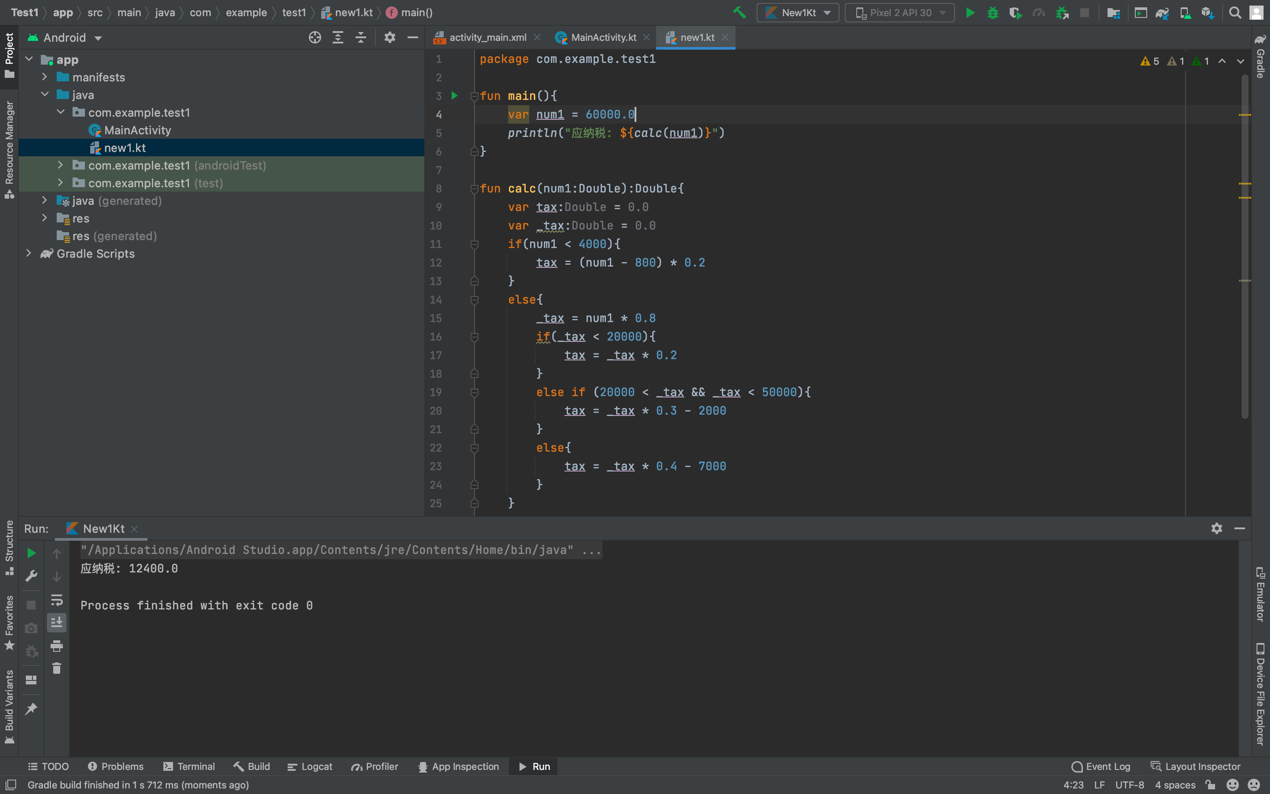 Test1 app src main java com example test1 new1.kt main()
New1Kt Pixel 2 API 30
Android
activity_main.xml MainActivity.kt new1.kt
Project
Resource Manager
Structure
Favorites
Build Variants
app
manifests
java
com.example.test1
MainActivity
new1.kt
com.example.test1 (androidTest)
com.example.test1 (test)
java (generated)
res
res (generated)
Gradle Scripts
5 1 1
1 package com.example.test1
2
3 fun main(){
4 var num1 = 60000.0
5 println("应纳税: ${calc(num1)}")
6 }
7
8 fun calc(num1:Double):Double{
9 var tax:Double = 0.0
10 var _tax:Double = 0.0
11 if(num1 < 4000){
12 tax = (num1 - 800) * 0.2
13 }
14 else{
15 _tax = num1 * 0.8
16 if(_tax < 20000){
17 tax = _tax * 0.2
18 }
19 else if (20000 < _tax && _tax < 50000){
20 tax = _tax * 0.3 - 2000
21 }
22 else{
23 tax = _tax * 0.4 - 7000
24 }
25 }
Gradle
Emulator
Device File Explorer
Run: New1Kt
"/Applications/Android Studio.app/Contents/jre/Contents/Home/bin/java" ...
应纳税: 12400.0
Process finished with exit code 0
TODO Problems Terminal Build Logcat Profiler App Inspection Run Event Log Layout Inspector
Gradle build finished in 1 s 712 ms (moments ago) 4:23 LF UTF-8 4 spaces